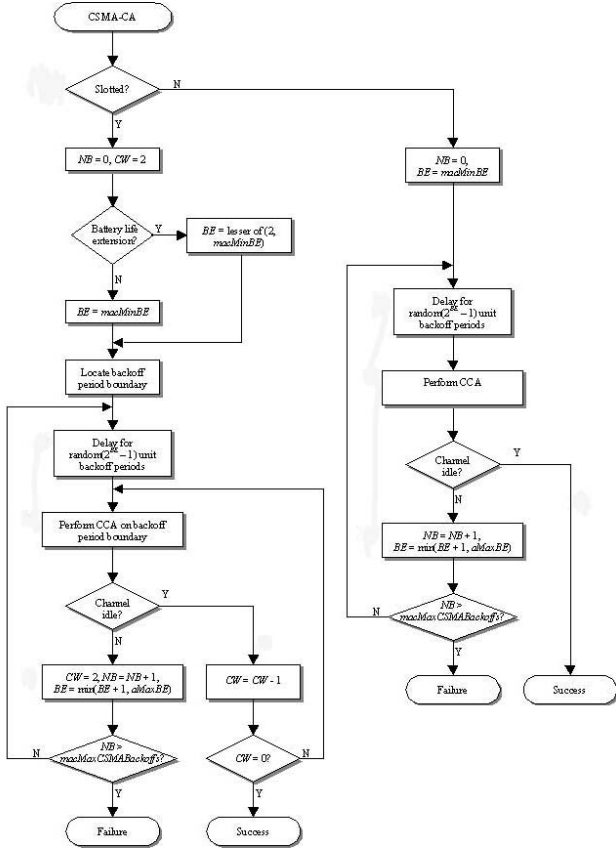 CSMA-CA
Slotted?
N
Y
NB = 0, CW = 2
Battery life
extension?
Y
BE = lesser of (2,
macMinBE)
N
BE = macMinBE
Locate backoff
period boundary
Delay for
random(2^BE – 1) unit
backoff periods
Perform CCA on backoff
period boundary
Channel
idle?
Y
N
CW = 2, NB = NB + 1,
BE = min(BE + 1, aMaxBE)
CW = CW - 1
NB >
macMaxCSMABackoffs?
N
Y
CW = 0?
N
Y
Failure
Success
NB = 0,
BE = macMinBE
Delay for
random(2^BE – 1) unit
backoff periods
Perform CCA
Channel
idle?
Y
N
NB = NB + 1,
BE = min(BE + 1, aMaxBE)
NB >
macMaxCSMABackoffs?
N
Y
Failure
Success